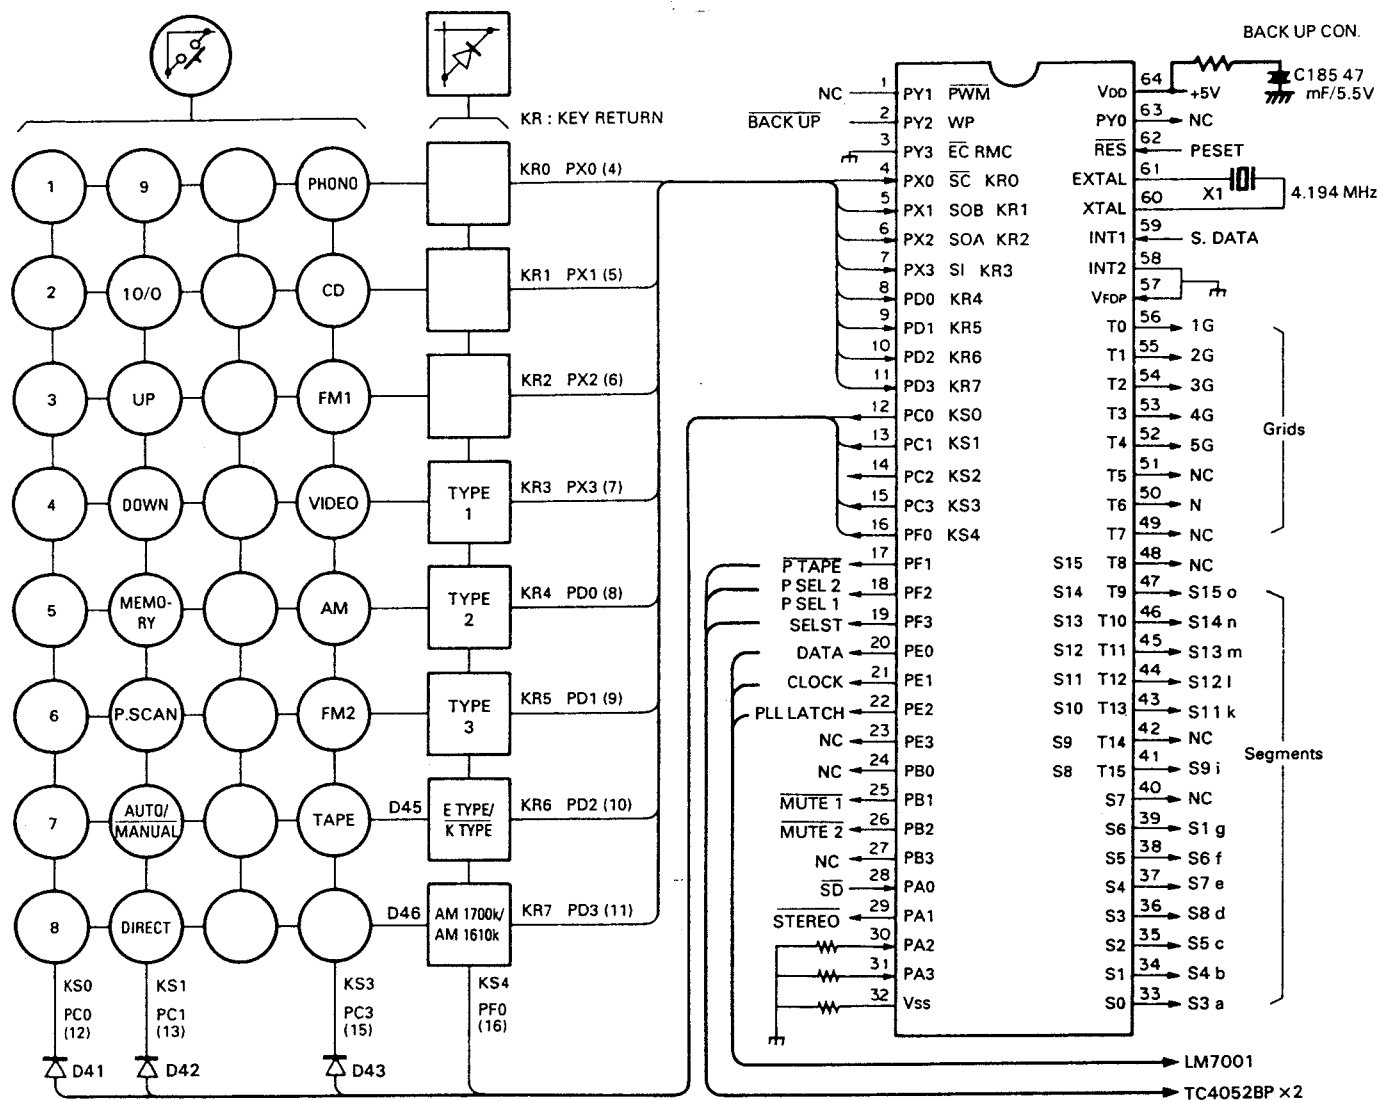 BACK UP CON.
C185 47
mF/5.5V
KR : KEY RETURN
1 9 PHONO KR0 PX0 (4)
2 10/0 CD KR1 PX1 (5)
3 UP FM1 KR2 PX2 (6)
4 DOWN VIDEO TYPE 1 KR3 PX3 (7)
5 MEMO-
RY AM TYPE 2 KR4 PD0 (8)
6 P.SCAN FM2 TYPE 3 KR5 PD1 (9)
7 AUTO/
MANUAL TAPE D45 E TYPE/
K TYPE KR6 PD2 (10)
8 DIRECT D46 AM 1700k/
AM 1610k KR7 PD3 (11)
KS0 KS1 KS3 KS4
PC0 PC1 PC3 PF0
(12) (13) (15) (16)
D41 D42 D43
NC 1 PY1 PWM
BACK UP 2 PY2 WP
3 PY3 EC RMC
4 PX0 SC KR0
5 PX1 SOB KR1
6 PX2 SOA KR2
7 PX3 SI KR3
8 PD0 KR4
9 PD1 KR5
10 PD2 KR6
11 PD3 KR7
12 PC0 KS0
13 PC1 KS1
14 PC2 KS2
15 PC3 KS3
16 PF0 KS4
P TAPE 17 PF1
P SEL 2 18 PF2
P SEL 1
SELST 19 PF3
DATA 20 PE0
CLOCK 21 PE1
PLL LATCH 22 PE2
NC 23 PE3
NC 24 PB0
MUTE 1 25 PB1
MUTE 2 26 PB2
NC 27 PB3
SD 28 PA0
STEREO 29 PA1
30 PA2
31 PA3
32 Vss
VDD 64 +5V
PY0 63 NC
RES 62 PESET
EXTAL 61 X1
XTAL 60 4.194 MHz
INT1 59 S. DATA
INT2 58
VFDP 57
T0 56 1G
T1 55 2G
T2 54 3G
T3 53 4G
Grids
T4 52 5G
T5 51 NC
T6 50 N
T7 49 NC
S15 T8 48 NC
S14 T9 47 S15 o
S13 T10 46 S14 n
S12 T11 45 S13 m
S11 T12 44 S12 l
S10 T13 43 S11 k
S9 T14 42 NC
Segments
S8 T15 41 S9 i
S7 40 NC
S6 39 S1 g
S5 38 S6 f
S4 37 S7 e
S3 36 S8 d
S2 35 S5 c
S1 34 S4 b
S0 33 S3 a
LM7001
TC4052BP ×2